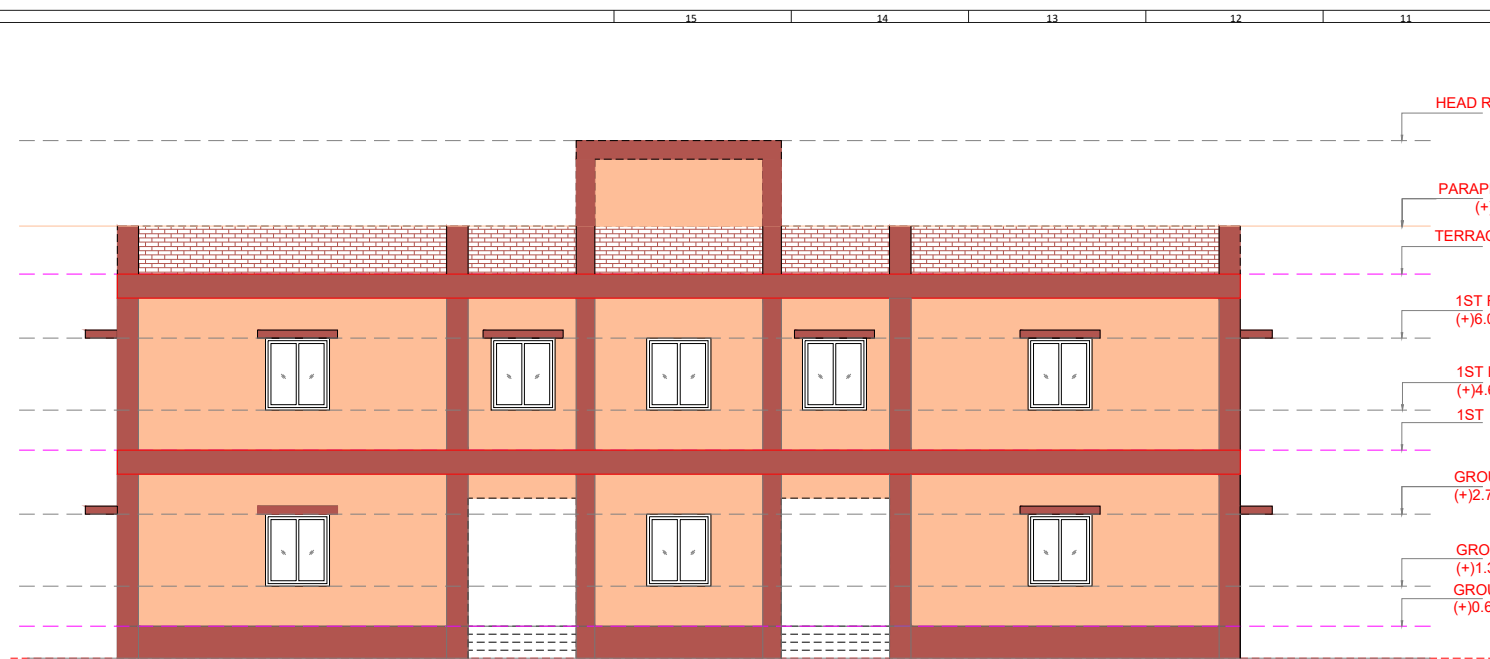 15 14 13 12 11
HEAD R
PARAP
(+
TERRAC
1ST F
(+)6.0
1ST
(+)4.6
1ST
GROU
(+)2.7
GRO
(+)1.3
GROU
(+)0.6